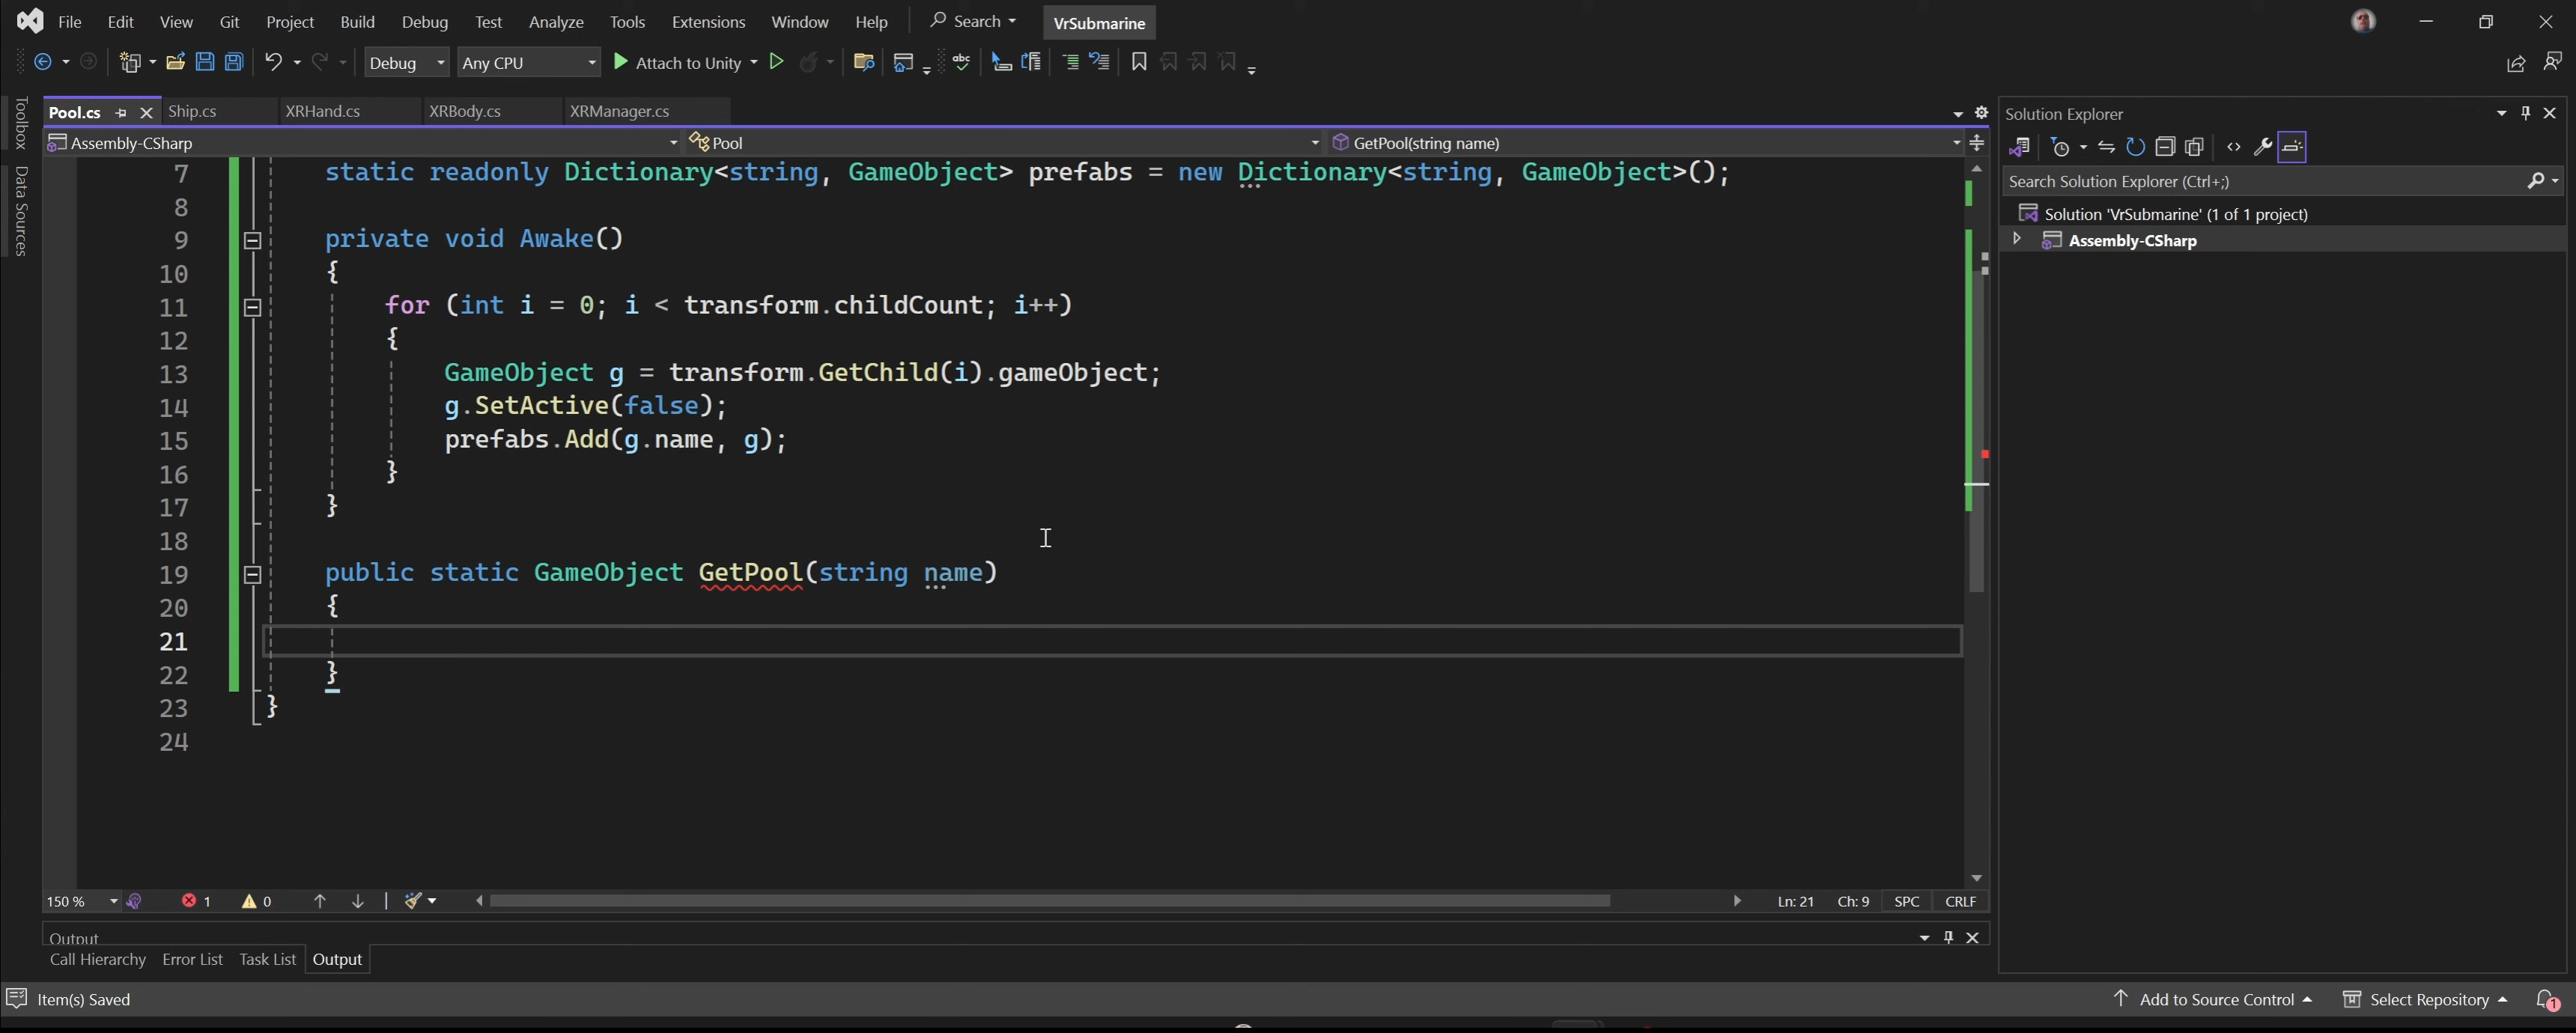 File Edit View Git Project Build Debug Test Analyze Tools Extensions Window Help Search VrSubmarine
Debug Any CPU Attach to Unity
Toolbox
Data Sources
Pool.cs Ship.cs XRHand.cs XRBody.cs XRManager.cs
Assembly-CSharp Pool GetPool(string name)
7 static readonly Dictionary<string, GameObject> prefabs = new Dictionary<string, GameObject>();
8
9 private void Awake()
10 {
11 for (int i = 0; i < transform.childCount; i++)
12 {
13 GameObject g = transform.GetChild(i).gameObject;
14 g.SetActive(false);
15 prefabs.Add(g.name, g);
16 }
17 }
18
19 public static GameObject GetPool(string name)
20 {
21
22 }
23 }
24
150 % 1 0 Ln: 21 Ch: 9 SPC CRLF
Output
Call Hierarchy Error List Task List Output
Solution Explorer
Search Solution Explorer (Ctrl+;)
Solution 'VrSubmarine' (1 of 1 project)
Assembly-CSharp
Item(s) Saved Add to Source Control Select Repository 1